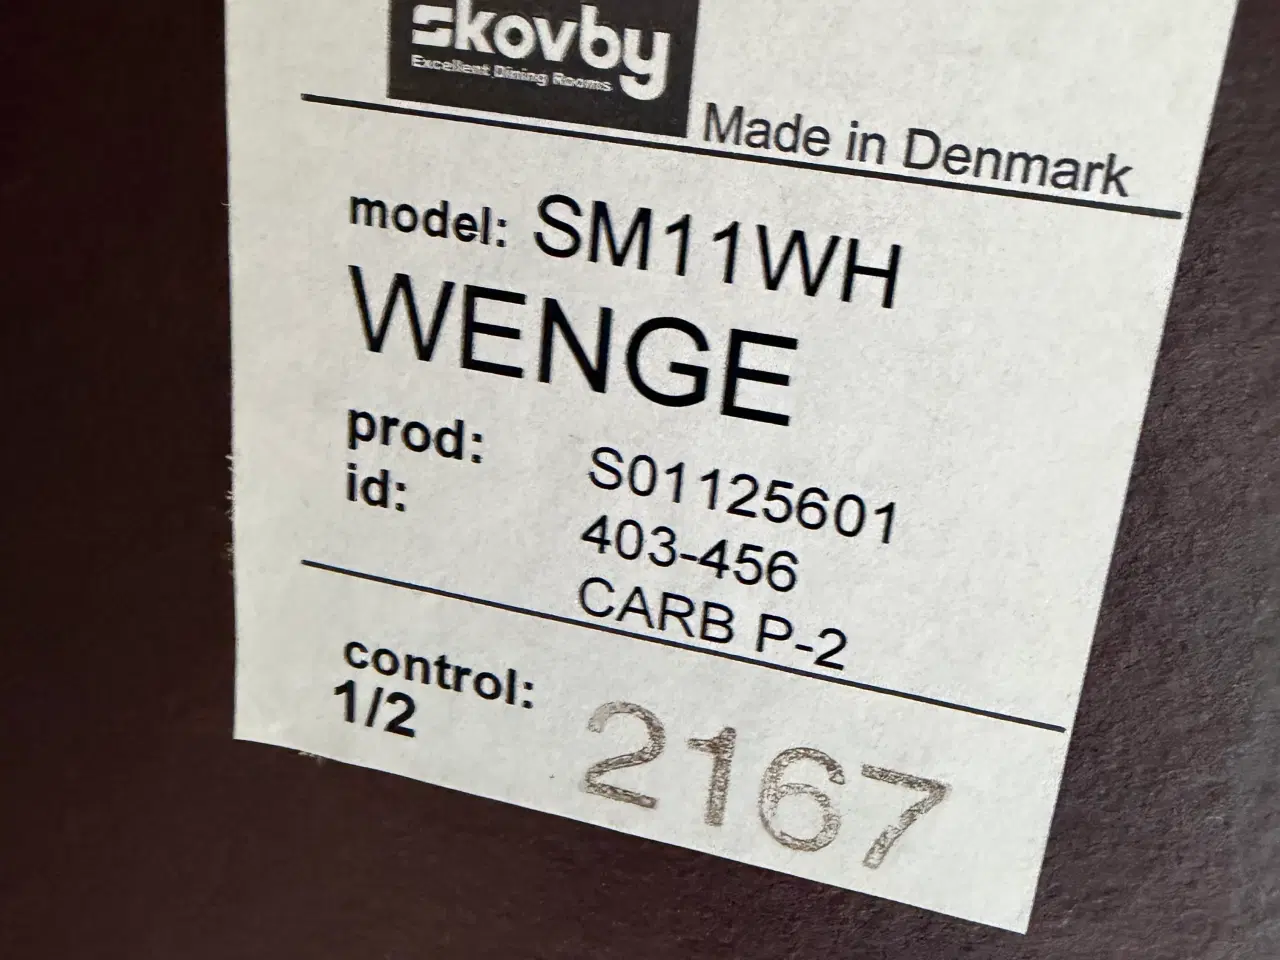 skovby
Excellent Dining Rooms
Made in Denmark
model: SM11WH
WENGE
prod: S01125601
id: 403-456
CARB P-2
control: 2167
1/2